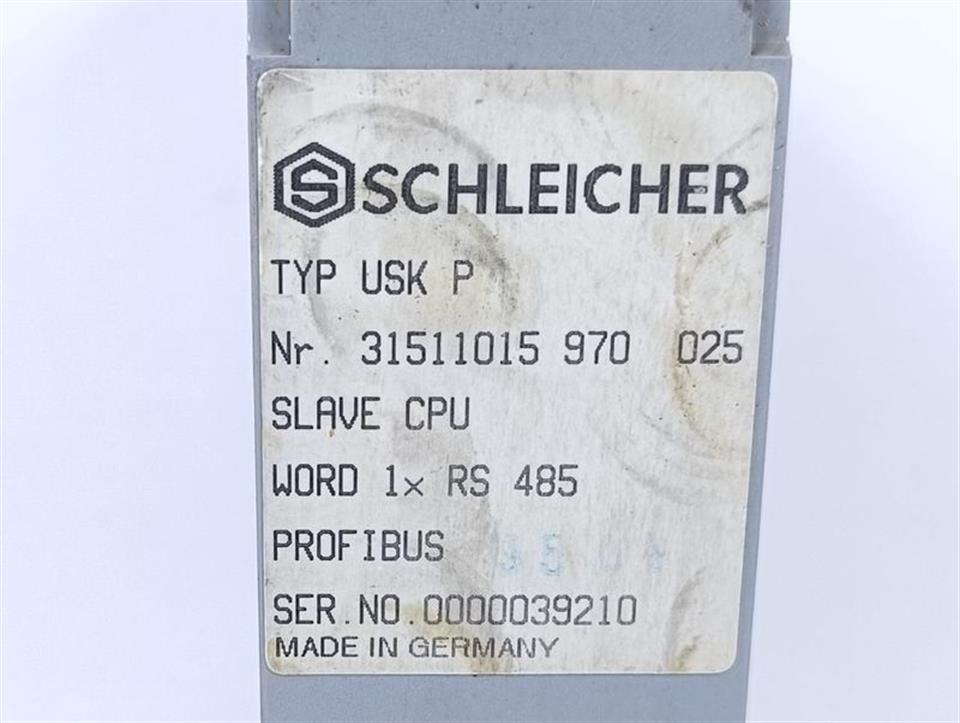 SCHLEICHER
TYP USK P
Nr. 31511015 970 025
SLAVE CPU
WORD 1x RS 485
PROFIBUS
SER.NO.0000039210
MADE IN GERMANY